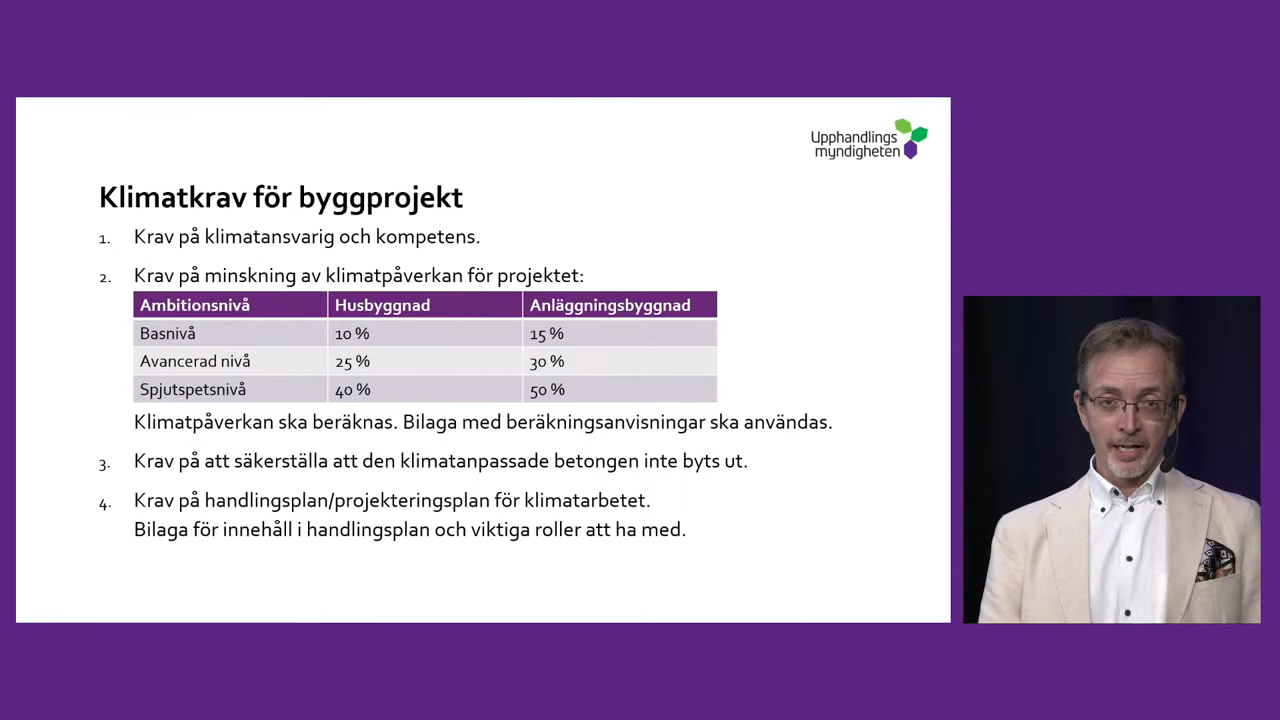 Upphandlings
myndigheten
Klimatkrav för byggprojekt
1. Krav på klimatansvarig och kompetens.
2. Krav på minskning av klimatpåverkan för projektet:
Ambitionsnivå Husbyggnad Anläggningsbyggnad
Basnivå 10 % 15 %
Avancerad nivå 25 % 30 %
Spjutspetsnivå 40 % 50 %
Klimatpåverkan ska beräknas. Bilaga med beräkningsanvisningar ska användas.
3. Krav på att säkerställa att den klimatanpassade betongen inte byts ut.
4. Krav på handlingsplan/projekteringsplan för klimatarbetet.
Bilaga för innehåll i handlingsplan och viktiga roller att ha med.